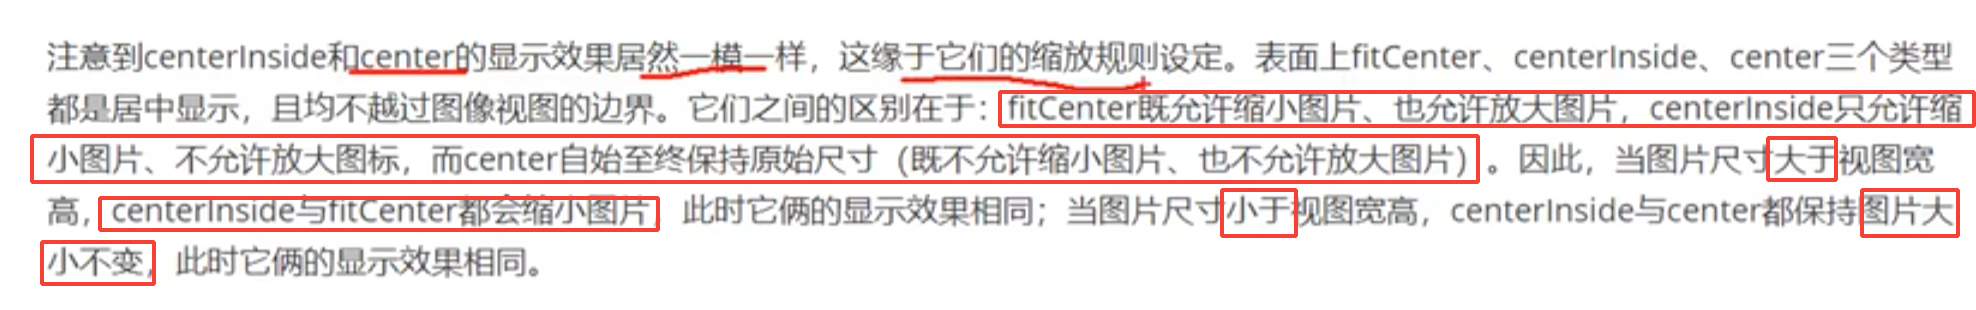 注意到centerInside和center的显示效果居然一模一样，这缘于它们的缩放规则设定。表面上fitCenter、centerInside、center三个类型
都是居中显示，且均不越过图像视图的边界。它们之间的区别在于：fitCenter既允许缩小图片、也允许放大图片，centerInside只允许缩
小图片、不允许放大图标，而center自始至终保持原始尺寸（既不允许缩小图片、也不允许放大图片）。因此，当图片尺寸大于视图宽
高，centerInside与fitCenter都会缩小图片，此时它俩的显示效果相同；当图片尺寸小于视图宽高，centerInside与center都保持图片大
小不变，此时它俩的显示效果相同。